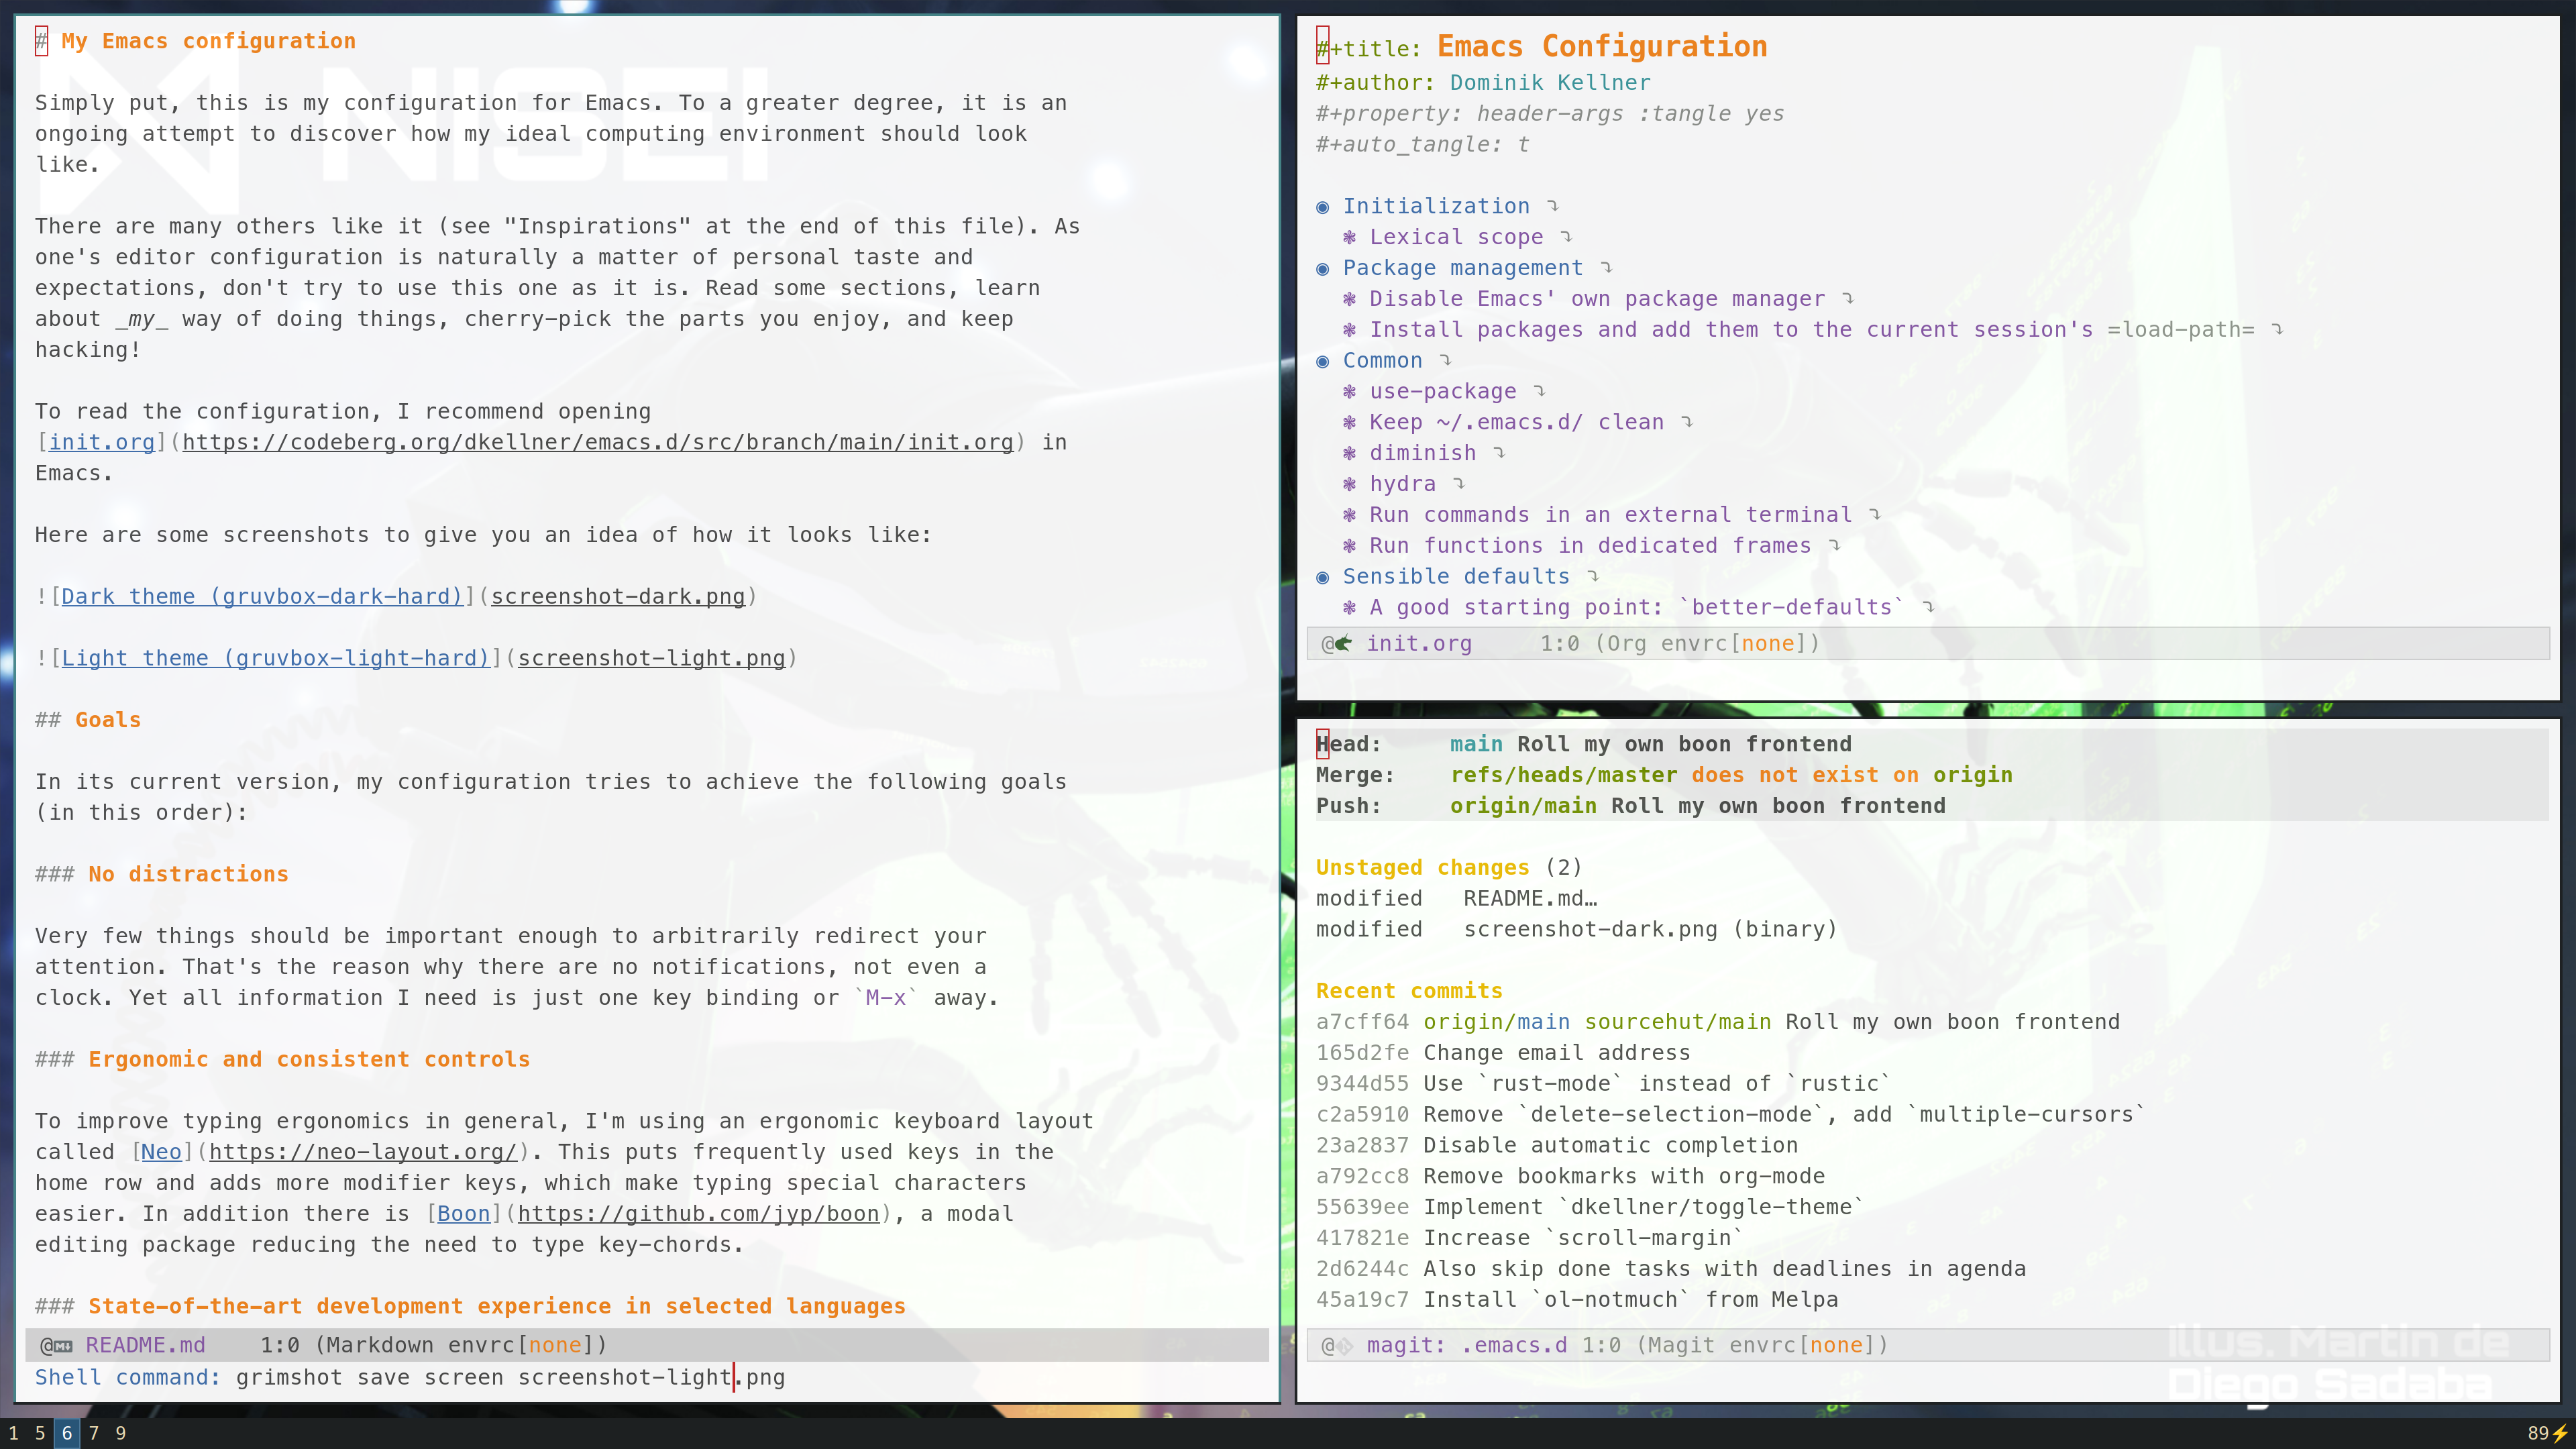 # My Emacs configuration
Simply put, this is my configuration for Emacs. To a greater degree, it is an
ongoing attempt to discover how my ideal computing environment should look
like.
There are many others like it (see "Inspirations" at the end of this file). As
one's editor configuration is naturally a matter of personal taste and
expectations, don't try to use this one as it is. Read some sections, learn
about _my_ way of doing things, cherry-pick the parts you enjoy, and keep
hacking!
To read the configuration, I recommend opening
[init.org](https://codeberg.org/dkellner/emacs.d/src/branch/main/init.org) in
Emacs.
Here are some screenshots to give you an idea of how it looks like:
![Dark theme (gruvbox-dark-hard)](screenshot-dark.png)
![Light theme (gruvbox-light-hard)](screenshot-light.png)
## Goals
In its current version, my configuration tries to achieve the following goals
(in this order):
### No distractions
Very few things should be important enough to arbitrarily redirect your
attention. That's the reason why there are no notifications, not even a
clock. Yet all information I need is just one key binding or `M-x` away.
### Ergonomic and consistent controls
To improve typing ergonomics in general, I'm using an ergonomic keyboard layout
called [Neo](https://neo-layout.org/). This puts frequently used keys in the
home row and adds more modifier keys, which make typing special characters
easier. In addition there is [Boon](https://github.com/jyp/boon), a modal
editing package reducing the need to type key-chords.
### State-of-the-art development experience in selected languages
@ README.md 1:0 (Markdown envrc[none])
Shell command: grimshot save screen screenshot-light.png
NISEI
#+title: Emacs Configuration
#+author: Dominik Kellner
#+property: header-args :tangle yes
#+auto_tangle: t
◉ Initialization ⤵
❃ Lexical scope ⤵
◉ Package management ⤵
❃ Disable Emacs' own package manager ⤵
❃ Install packages and add them to the current session's =load-path= ⤵
◉ Common ⤵
❃ use-package ⤵
❃ Keep ~/.emacs.d/ clean ⤵
❃ diminish ⤵
❃ hydra ⤵
❃ Run commands in an external terminal ⤵
❃ Run functions in dedicated frames ⤵
◉ Sensible defaults ⤵
❃ A good starting point: `better-defaults` ⤵
@ init.org 1:0 (Org envrc[none])
Head: main Roll my own boon frontend
Merge: refs/heads/master does not exist on origin
Push: origin/main Roll my own boon frontend
Unstaged changes (2)
modified README.md…
modified screenshot-dark.png (binary)
Recent commits
a7cff64 origin/main sourcehut/main Roll my own boon frontend
165d2fe Change email address
9344d55 Use `rust-mode` instead of `rustic`
c2a5910 Remove `delete-selection-mode`, add `multiple-cursors`
23a2837 Disable automatic completion
a792cc8 Remove bookmarks with org-mode
55639ee Implement `dkellner/toggle-theme`
417821e Increase `scroll-margin`
2d6244c Also skip done tasks with deadlines in agenda
45a19c7 Install `ol-notmuch` from Melpa
@ magit: .emacs.d 1:0 (Magit envrc[none])
Illus. Martin de
Diego Sadaba
1 5 6 7 9
89⚡